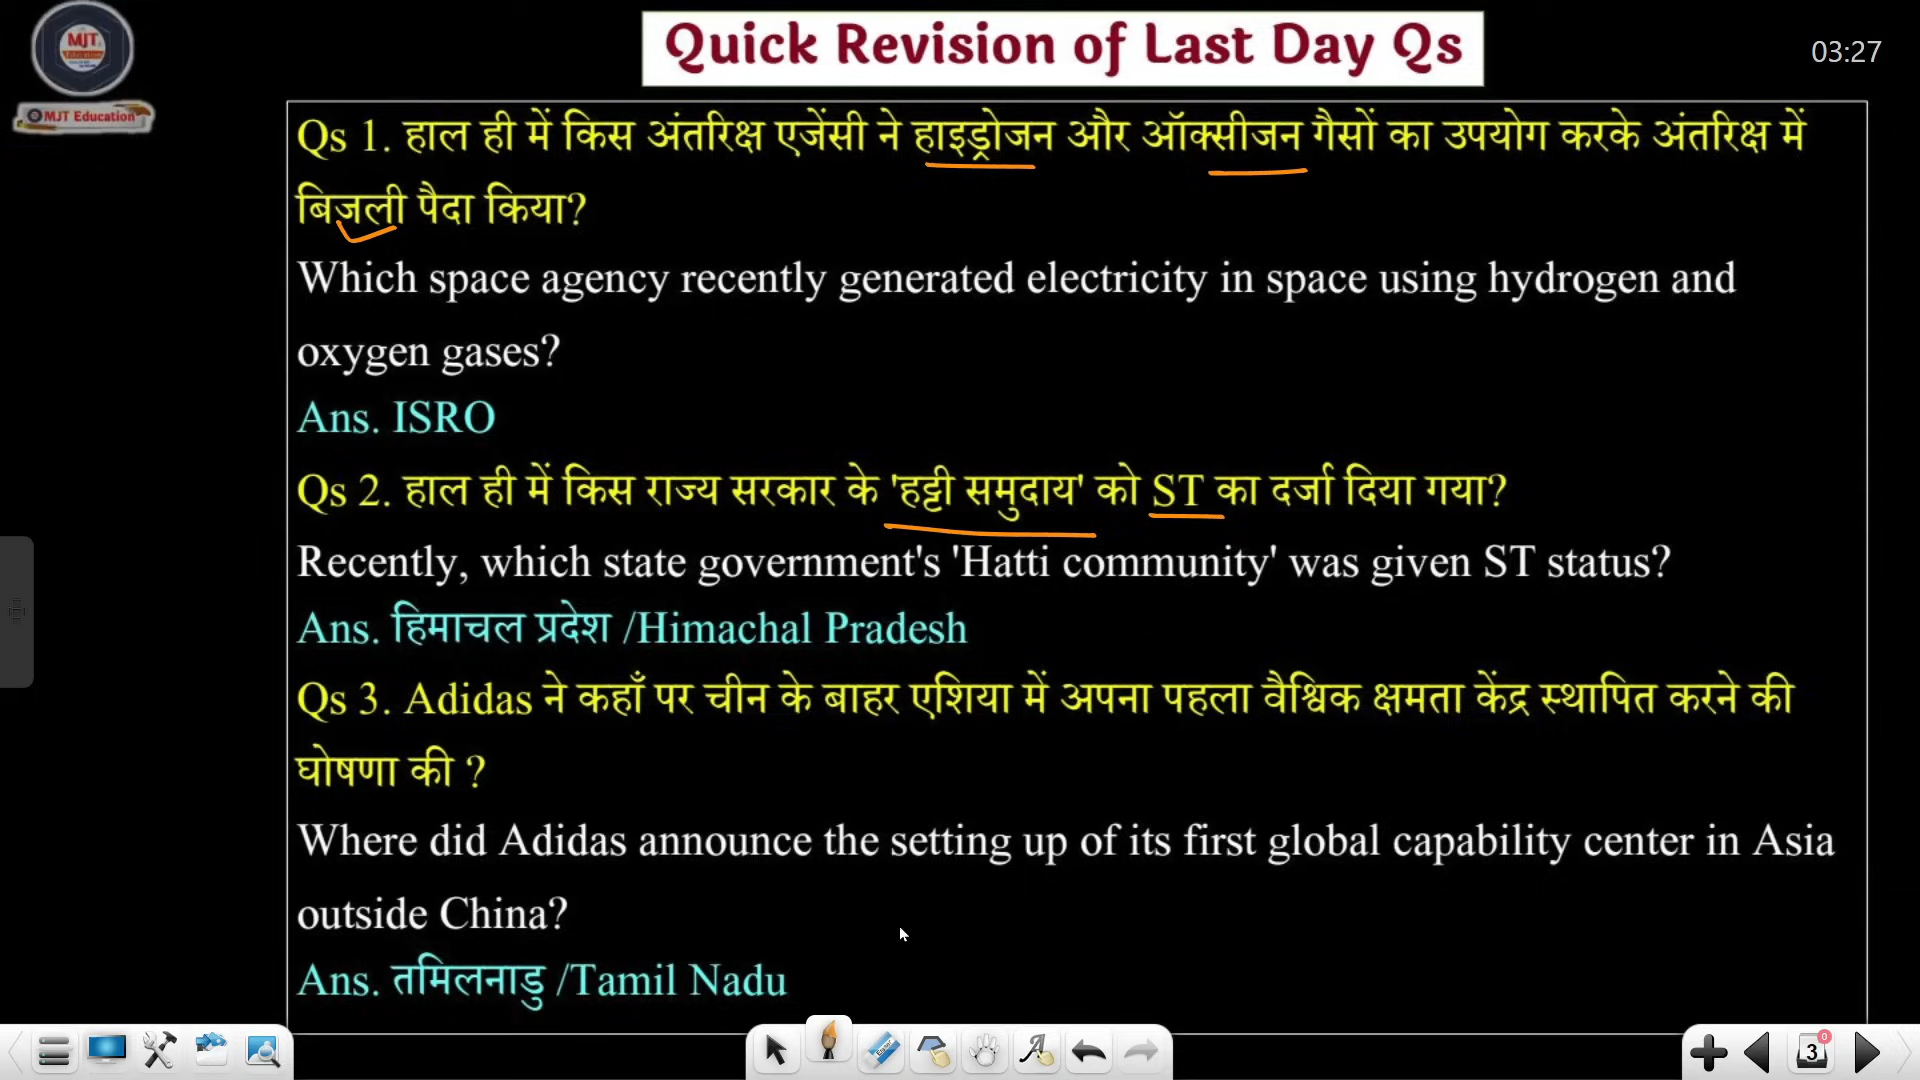 MJT
Education
MJT Education
Quick Revision of Last Day Qs
03:27
Qs 1. हाल ही में किस अंतरिक्ष एजेंसी ने हाइड्रोजन और ऑक्सीजन गैसों का उपयोग करके अंतरिक्ष में
बिजली पैदा किया?
Which space agency recently generated electricity in space using hydrogen and
oxygen gases?
Ans. ISRO
Qs 2. हाल ही में किस राज्य सरकार के 'हट्टी समुदाय' को ST का दर्जा दिया गया?
Recently, which state government's 'Hatti community' was given ST status?
Ans. हिमाचल प्रदेश /Himachal Pradesh
Qs 3. Adidas ने कहाँ पर चीन के बाहर एशिया में अपना पहला वैश्विक क्षमता केंद्र स्थापित करने की
घोषणा की ?
Where did Adidas announce the setting up of its first global capability center in Asia
outside China?
Ans. तमिलनाडु /Tamil Nadu
3
0